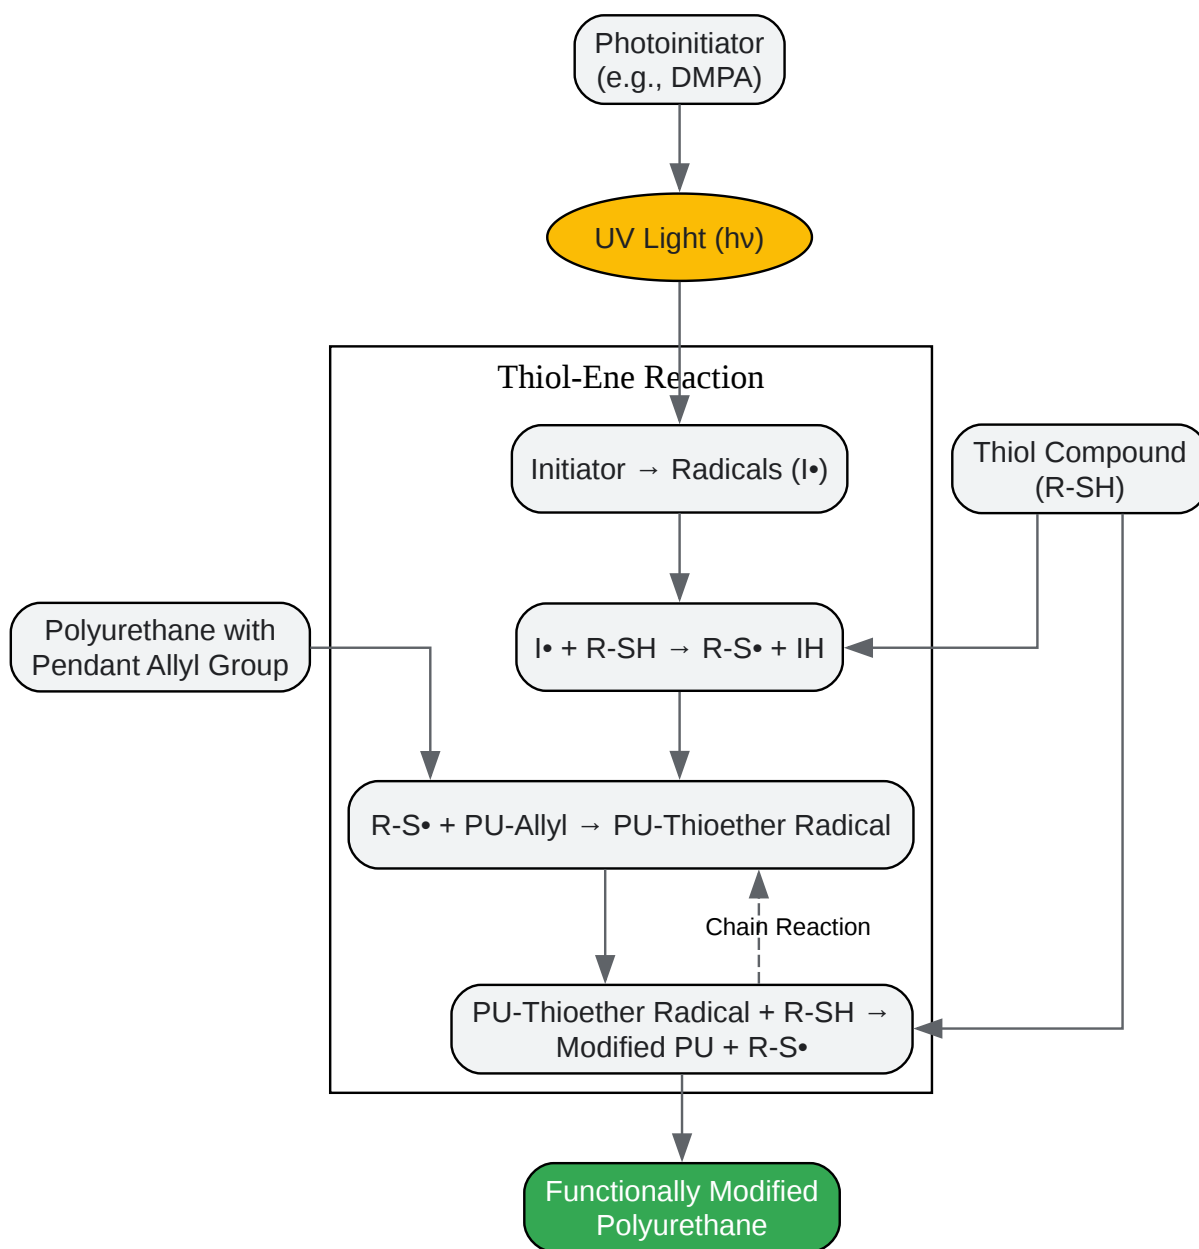 Photoinitiator
(e.g., DMPA)
UV Light (hν)
Thiol-Ene Reaction
Initiator → Radicals (I•)
Thiol Compound
(R-SH)
Polyurethane with
Pendant Allyl Group
I• + R-SH → R-S• + IH
R-S• + PU-Allyl → PU-Thioether Radical
Chain Reaction
PU-Thioether Radical + R-SH →
Modified PU + R-S•
Functionally Modified
Polyurethane